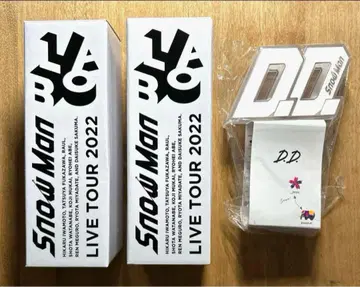 LABO
Snow Man
HIKARU IWAMOTO, TATSUYA FUKAZAWA, RAUL,
SHOTA WATANABE, KOJI MUKAI, RYOHEI ABE,
REN MEGURO, RYOTA MIYADATE, AND DAISUKE SAKUMA.
LIVE TOUR 2022
LABO
Snow Man
HIKARU IWAMOTO, TATSUYA FUKAZAWA, RAUL,
SHOTA WATANABE, KOJI MUKAI, RYOHEI ABE,
REN MEGURO, RYOTA MIYADATE, AND DAISUKE SAKUMA.
LIVE TOUR 2022
D.D.
Snow Man
D.D.